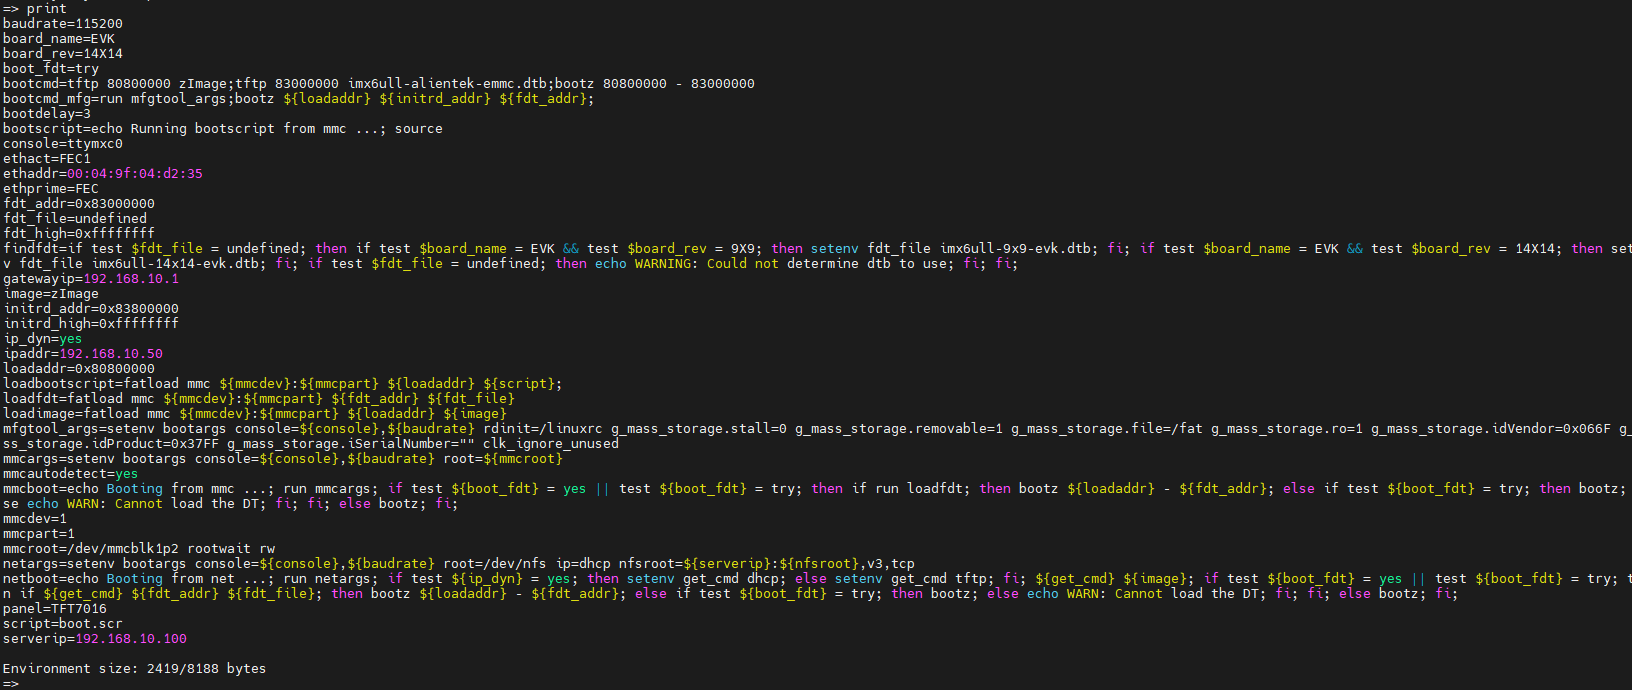 => print
baudrate=115200
board_name=EVK
board_rev=14X14
boot_fdt=try
bootcmd=tftp 80800000 zImage;tftp 83000000 imx6ull-alientek-emmc.dtb;bootz 80800000 - 83000000
bootcmd_mfg=run mfgtool_args;bootz ${loadaddr} ${initrd_addr} ${fdt_addr};
bootdelay=3
bootscript=echo Running bootscript from mmc ...; source
console=ttymxc0
ethact=FEC1
ethaddr=00:04:9f:04:d2:35
ethprime=FEC
fdt_addr=0x83000000
fdt_file=undefined
fdt_high=0xffffffff
findfdt=if test $fdt_file = undefined; then if test $board_name = EVK && test $board_rev = 9X9; then setenv fdt_file imx6ull-9x9-evk.dtb; fi; if test $board_name = EVK && test $board_rev = 14X14; then set
v fdt_file imx6ull-14x14-evk.dtb; fi; if test $fdt_file = undefined; then echo WARNING: Could not determine dtb to use; fi; fi;
gatewayip=192.168.10.1
image=zImage
initrd_addr=0x83800000
initrd_high=0xffffffff
ip_dyn=yes
ipaddr=192.168.10.50
loadaddr=0x80800000
loadbootscript=fatload mmc ${mmcdev}:${mmcpart} ${loadaddr} ${script};
loadfdt=fatload mmc ${mmcdev}:${mmcpart} ${fdt_addr} ${fdt_file}
loadimage=fatload mmc ${mmcdev}:${mmcpart} ${loadaddr} ${image}
mfgtool_args=setenv bootargs console=${console},${baudrate} rdinit=/linuxrc g_mass_storage.stall=0 g_mass_storage.removable=1 g_mass_storage.file=/fat g_mass_storage.ro=1 g_mass_storage.idVendor=0x066F g_
ss_storage.idProduct=0x37FF g_mass_storage.iSerialNumber="" clk_ignore_unused
mmcargs=setenv bootargs console=${console},${baudrate} root=${mmcroot}
mmcautodetect=yes
mmcboot=echo Booting from mmc ...; run mmcargs; if test ${boot_fdt} = yes || test ${boot_fdt} = try; then if run loadfdt; then bootz ${loadaddr} - ${fdt_addr}; else if test ${boot_fdt} = try; then bootz;
se echo WARN: Cannot load the DT; fi; fi; else bootz; fi;
mmcdev=1
mmcpart=1
mmcroot=/dev/mmcblk1p2 rootwait rw
netargs=setenv bootargs console=${console},${baudrate} root=/dev/nfs ip=dhcp nfsroot=${serverip}:${nfsroot},v3,tcp
netboot=echo Booting from net ...; run netargs; if test ${ip_dyn} = yes; then setenv get_cmd dhcp; else setenv get_cmd tftp; fi; ${get_cmd} ${image}; if test ${boot_fdt} = yes || test ${boot_fdt} = try; t
n if ${get_cmd} ${fdt_addr} ${fdt_file}; then bootz ${loadaddr} - ${fdt_addr}; else if test ${boot_fdt} = try; then bootz; else echo WARN: Cannot load the DT; fi; fi; else bootz; fi;
panel=TFT7016
script=boot.scr
serverip=192.168.10.100

Environment size: 2419/8188 bytes
=>